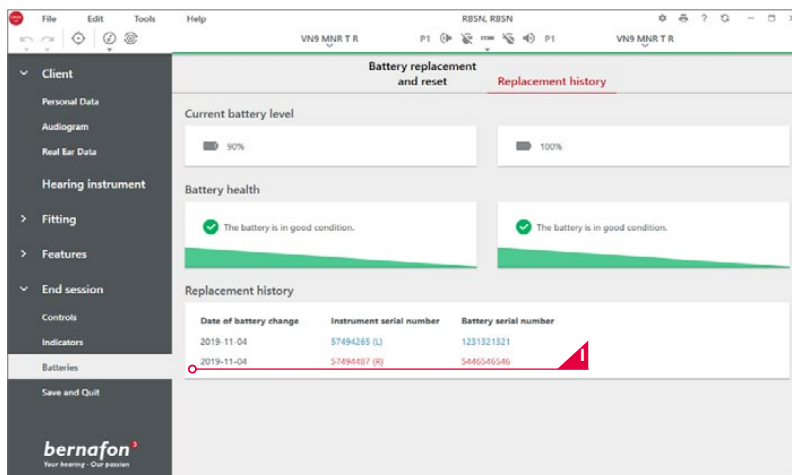 File Edit Tools Help RBSN, RBSN ?
VN9 MNR T R P1 P1 VN9 MNR T R
Client
Personal Data
Audiogram
Real Ear Data
Hearing instrument
Fitting
Features
End session
Controls
Indicators
Batteries
Save and Quit
bernafon
Your hearing · Our passion
Battery replacement
and reset
Replacement history
Current battery level
90% 100%
Battery health
The battery is in good condition. The battery is in good condition.
Replacement history
Date of battery change Instrument serial number Battery serial number
2019-11-04 57494265 (L) 1231321321
2019-11-04 57494487 (R) 5446546546
I